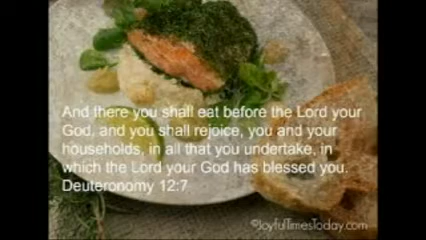 And there you shall eat before the Lord your
God, and you shall rejoice, you and your
households, in all that you undertake, in
which the Lord your God has blessed you.
Deuteronomy 12:7
©JoyfulTimesToday.com